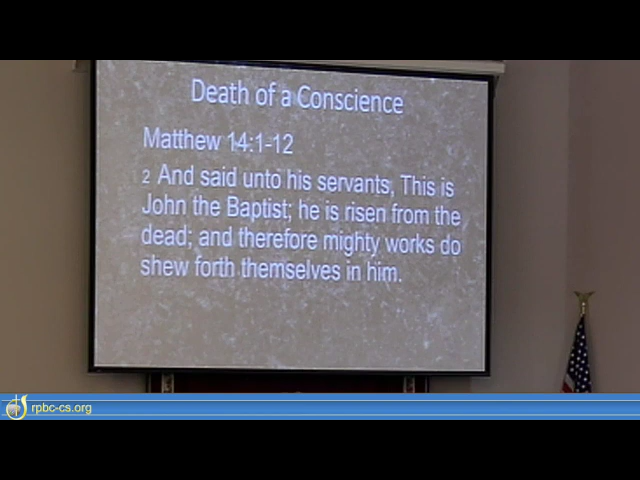 Death of a Conscience
Matthew 14:1-12
2 And said unto his servants, This is
John the Baptist; he is risen from the
dead; and therefore mighty works do
shew forth themselves in him.
rpbc-cs.org